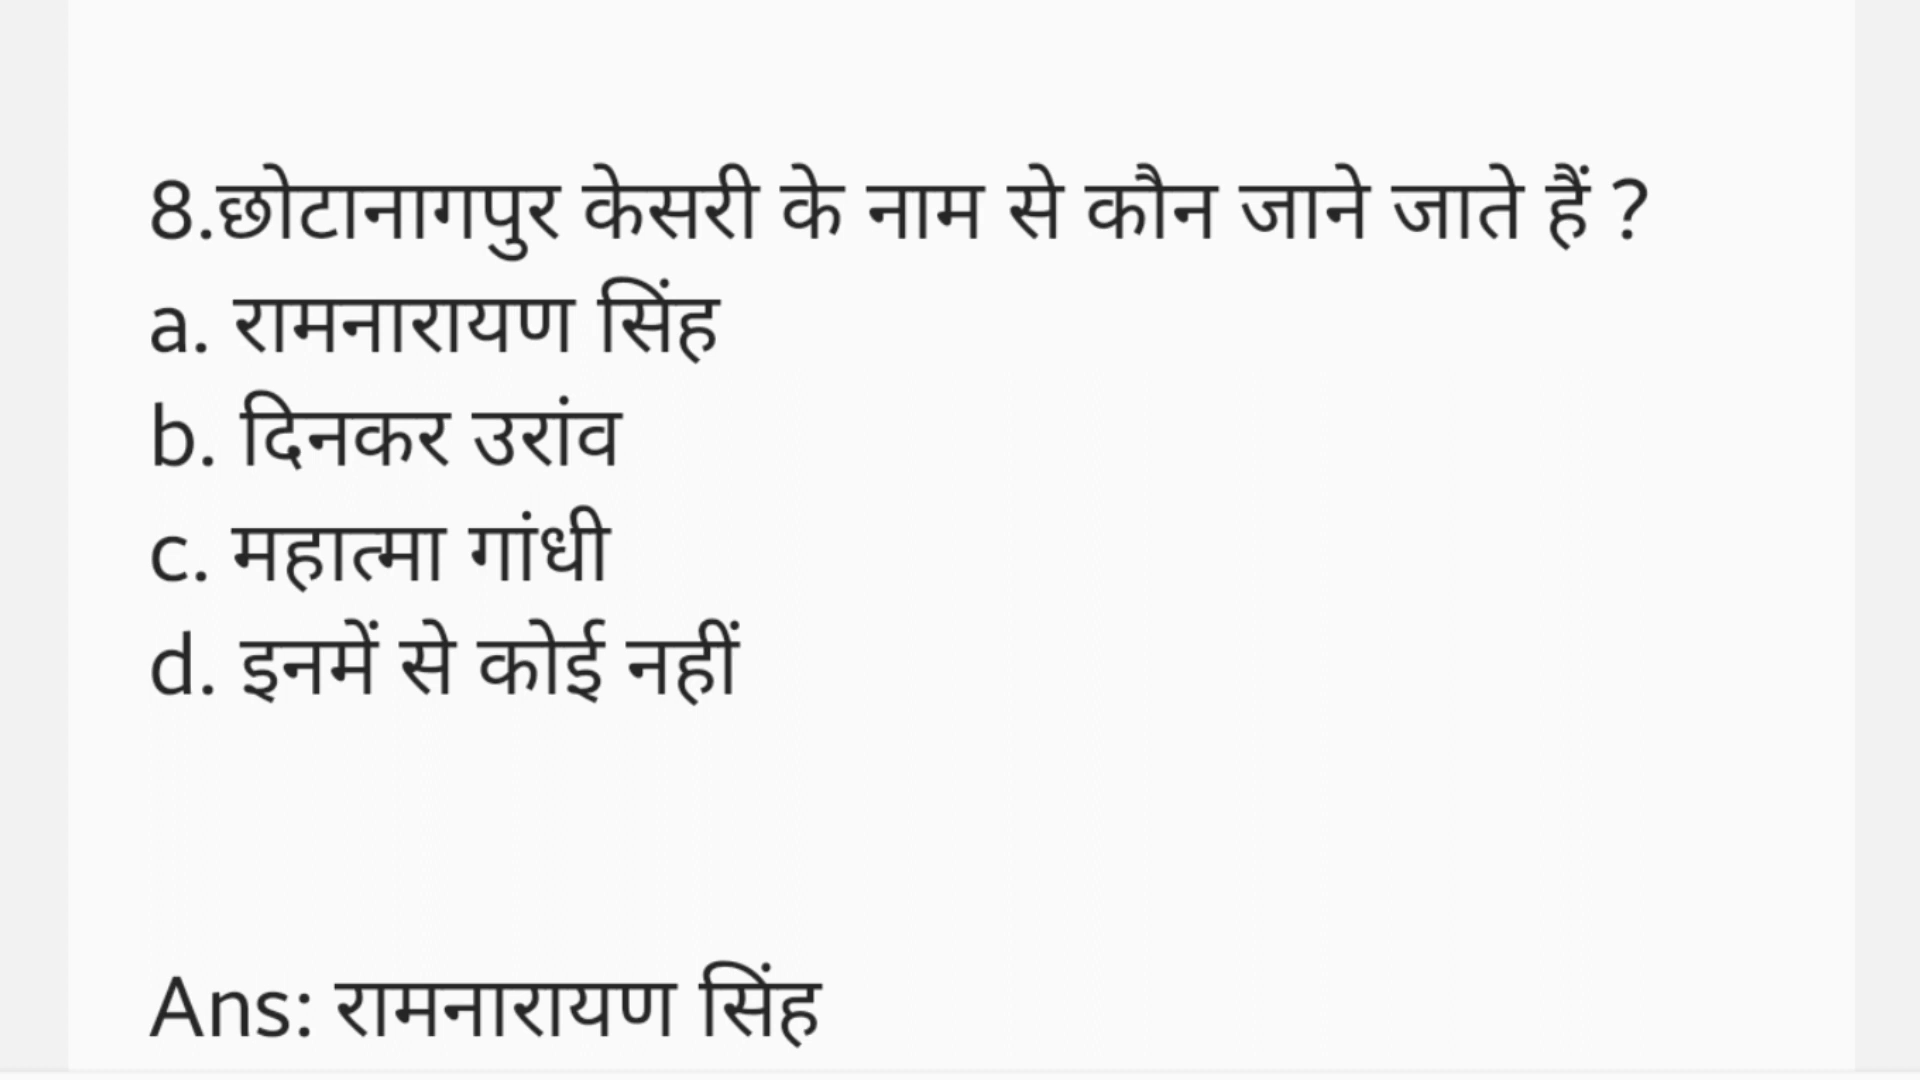 8.छोटानागपुर केसरी के नाम से कौन जाने जाते हैं ?
a. रामनारायण सिंह
b. दिनकर उरांव
c. महात्मा गांधी
d. इनमें से कोई नहीं
Ans: रामनारायण सिंह